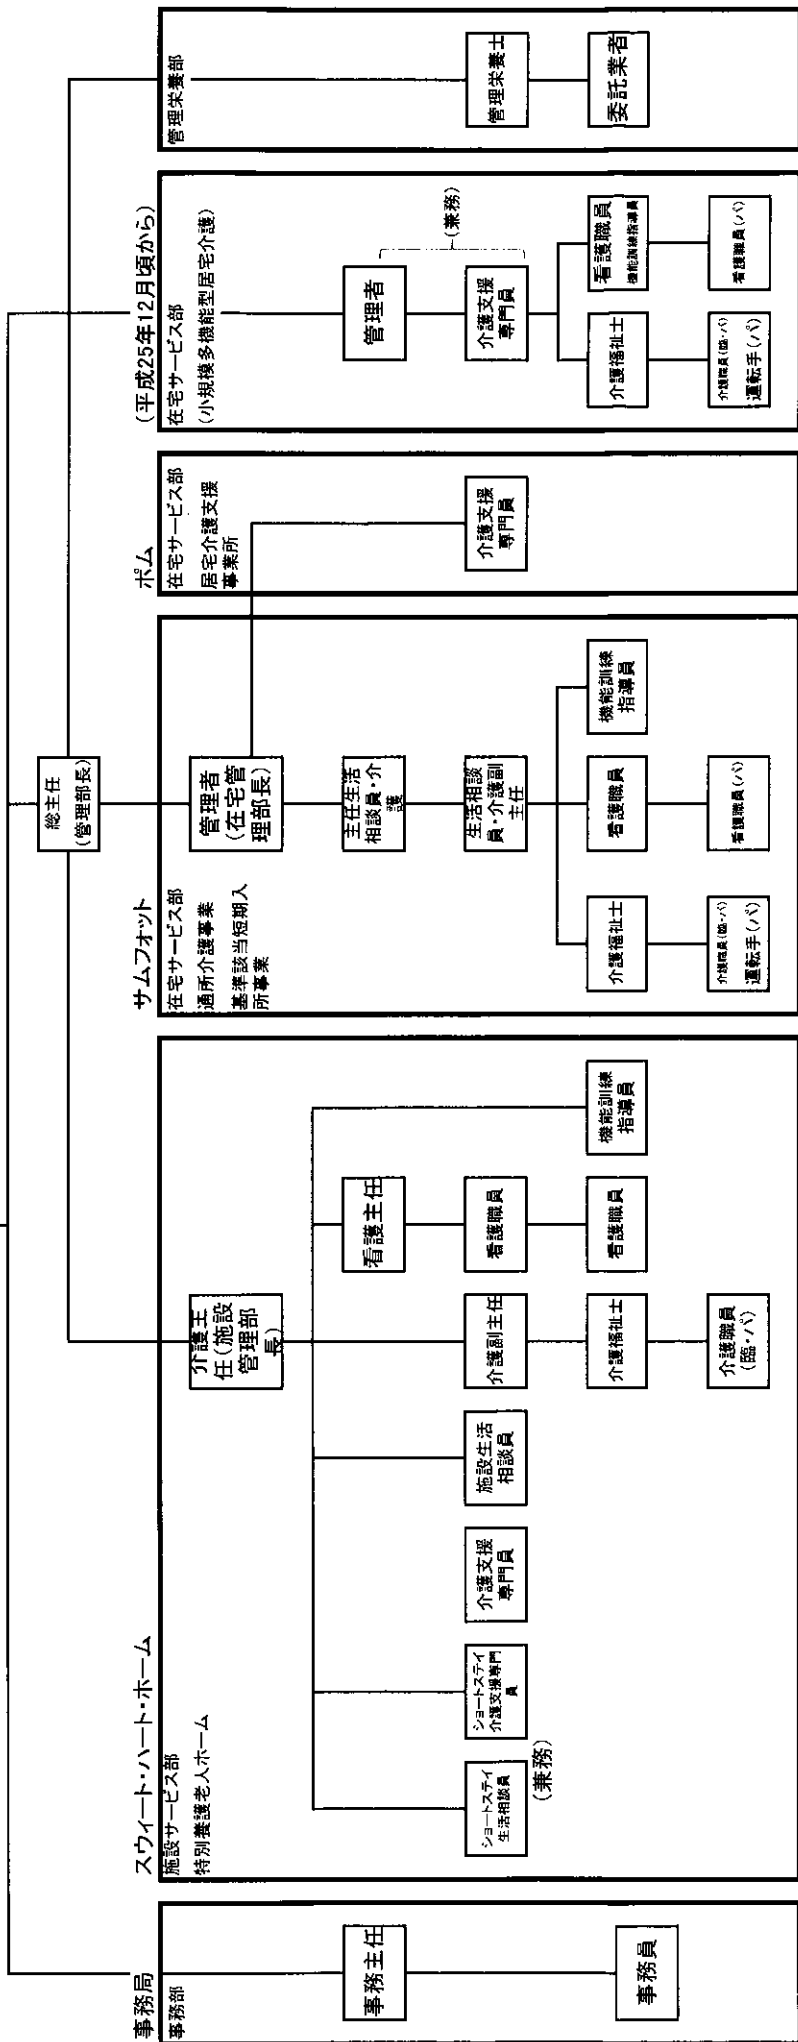 総主任
(管理部長)
事務局
事務部
事務主任
事務員
スウィート・ハート・ホーム
施設サービス部
特別養護老人ホーム
介護主
任(施設
管理部
長)
ショートステイ
生活相談員
(兼務)
ショートステイ
介護支援専門
員
介護支援
専門員
施設生活
相談員
介護副主任
介護福祉士
介護職員
(臨・パ)
看護主任
看護職員
看護職員
機能訓練
指導員
サムフォット
在宅サービス部
通所介護事業
基準該当短期入
所事業
管理者
(在宅管
理部長)
主任生活
相談員・介
護
生活相談
員・介護副
主任
介護福祉士
介護職員(臨・パ)
運転手(パ)
看護職員
看護職員(パ)
機能訓練
指導員
ポム
在宅サービス部
居宅介護支援
事業所
介護支援
専門員
(平成25年12月頃から)
在宅サービス部
(小規模多機能型居宅介護)
管理者
(兼務)
介護支援
専門員
介護福祉士
介護職員(臨・パ)
運転手(パ)
看護職員
機能訓練指導員
看護職員(パ)
管理栄養部
管理栄養士
委託業者